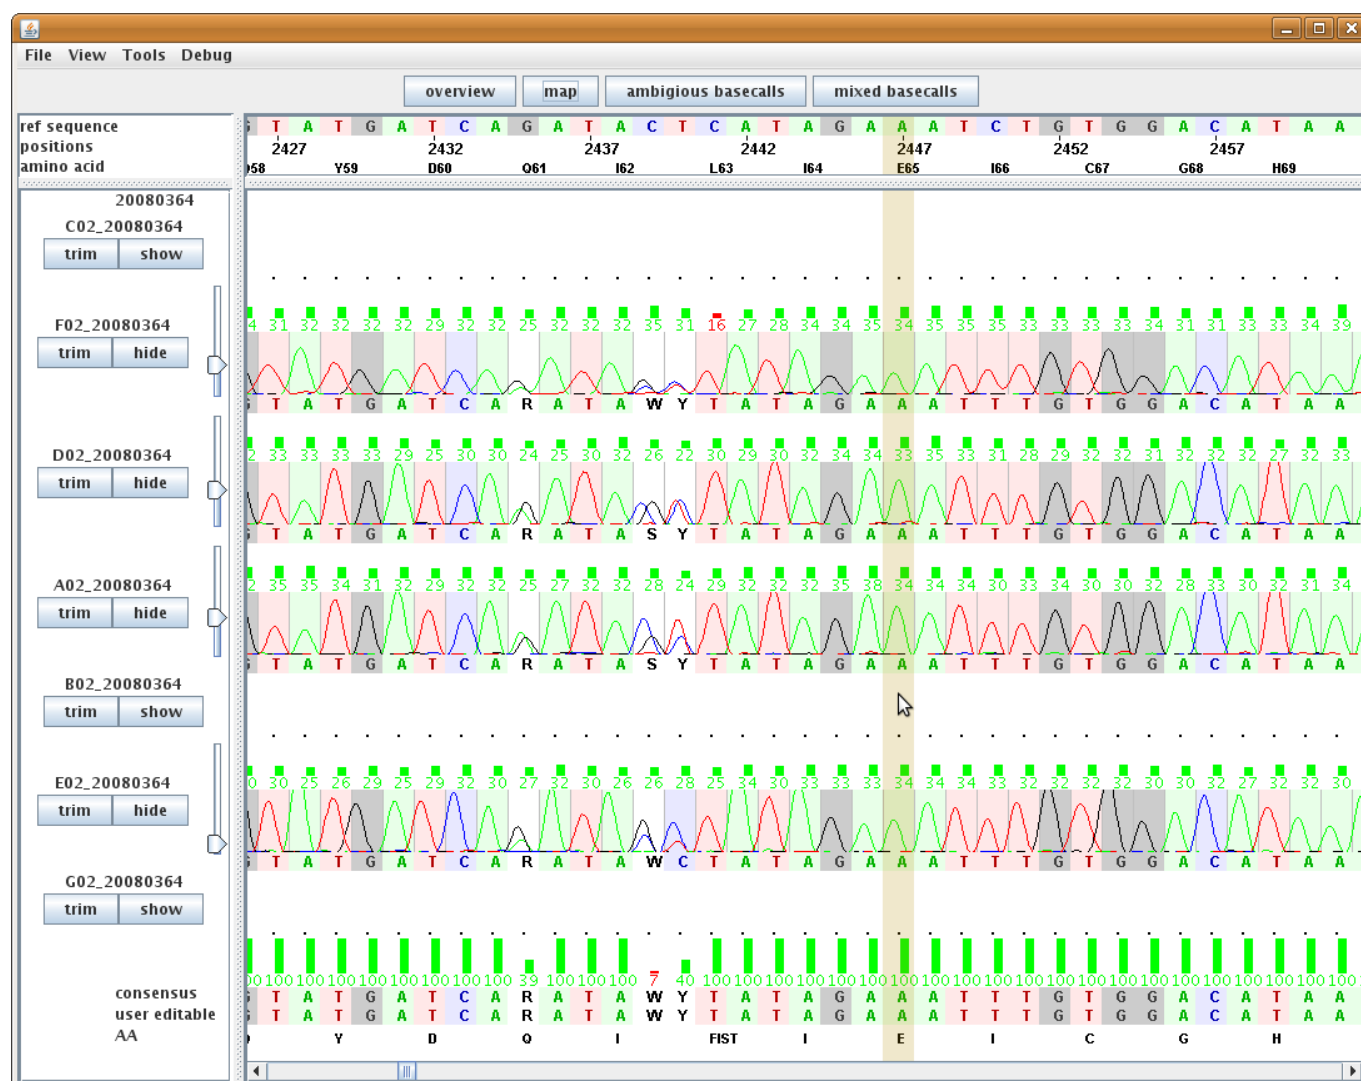 File View Tools Debug
overview map ambigious basecalls mixed basecalls
ref sequence T A T G A T C A G A T A C T C A T A G A A A T C T G T G G A C A T A A
positions 2427 2432 2437 2442 2447 2452 2457
amino acid 58 Y59 D60 Q61 I62 L63 I64 E65 I66 C67 G68 H69
20080364
C02_20080364
trim show
4 31 32 32 32 32 29 32 32 25 32 32 32 35 31 16 27 28 34 34 35 34 35 35 35 33 33 33 34 31 31 33 33 34 39
F02_20080364
trim hide
G T A T G A T C A R A T A W Y T A T A G A A A T T T G T G G A C A T A A
2 33 33 33 33 29 25 30 30 24 25 30 32 26 22 30 29 30 32 34 34 33 35 33 31 28 29 32 32 31 32 32 32 27 32 33
D02_20080364
trim hide
G T A T G A T C A R A T A S Y T A T A G A A A T T T G T G G A C A T A A
2 35 35 34 31 32 29 32 32 25 27 32 32 28 24 29 32 32 33 35 38 34 34 34 30 33 34 30 30 32 28 33 30 32 31 34
A02_20080364
trim hide
G T A T G A T C A R A T A S Y T A T A G A A A T T T G T G G A C A T A A
B02_20080364
trim show
0 30 25 26 29 25 29 32 30 27 32 30 26 26 28 25 34 30 33 33 33 34 34 34 33 32 32 32 30 30 32 27 32 30
E02_20080364
trim hide
G T A T G A T C A R A T A W C T A T A G A A A T T T G T G G A C A T A A
G02_20080364
trim show
00 100 100 100 100 100 100 100 100 39 100 100 100 7 40 100 100 100 100 100 100 100 100 100 100 100 100 100 100 100 100 100 100 100 100 100
consensus G T A T G A T C A R A T A W Y T A T A G A A A T T T G T G G A C A T A A
user editable G T A T G A T C A R A T A W Y T A T A G A A A T T T G T G G A C A T A A
AA Y D Q I FIST I E I C G H